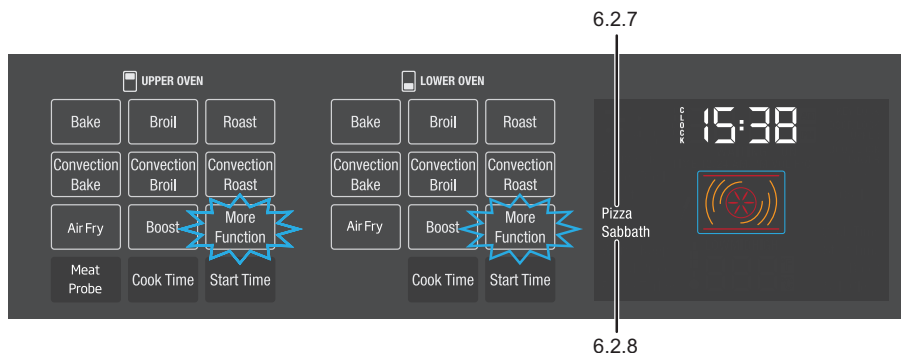 6.2.7
UPPER OVEN
Bake
Broil
Roast
Convection
Bake
Convection
Broil
Convection
Roast
Air Fry
Boost
More
Function
Meat
Probe
Cook Time
Start Time
LOWER OVEN
Bake
Broil
Roast
Convection
Bake
Convection
Broil
Convection
Roast
Air Fry
Boost
More
Function
Cook Time
Start Time
CLOCK
15:38
Pizza
Sabbath
6.2.8